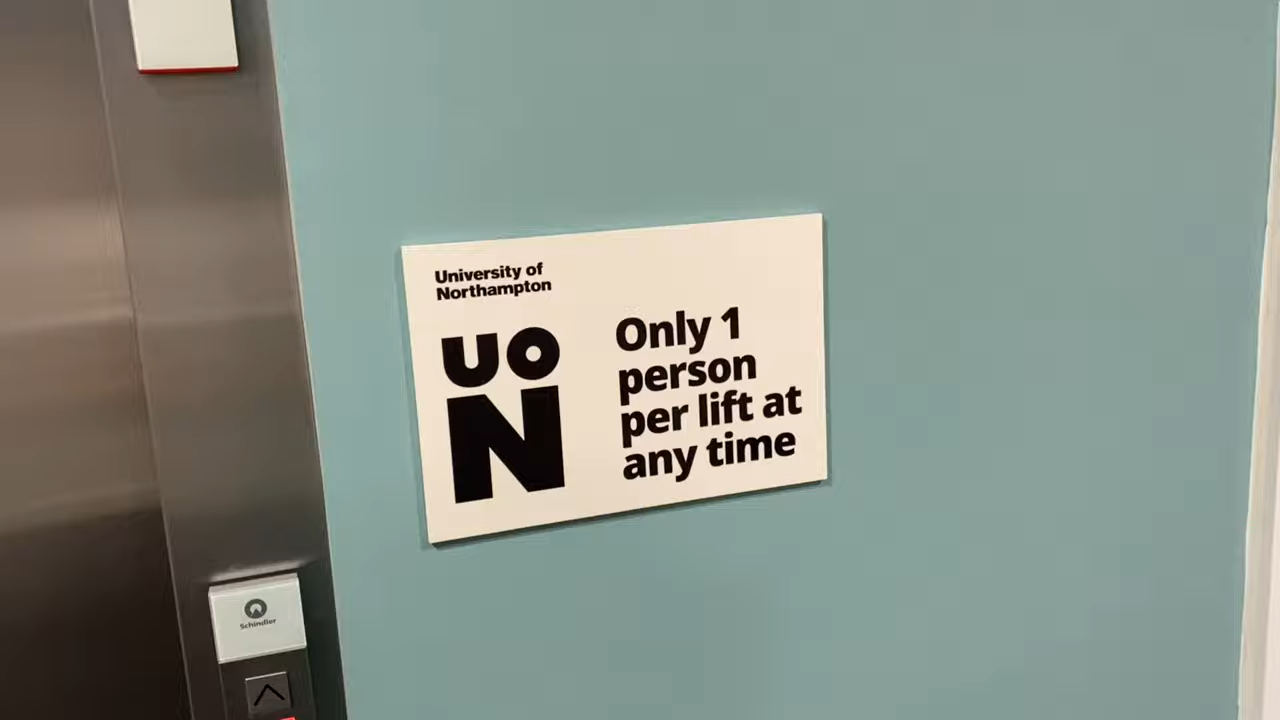 University of
Northampton
UO
N
Only 1
person
per lift at
any time
Schindler